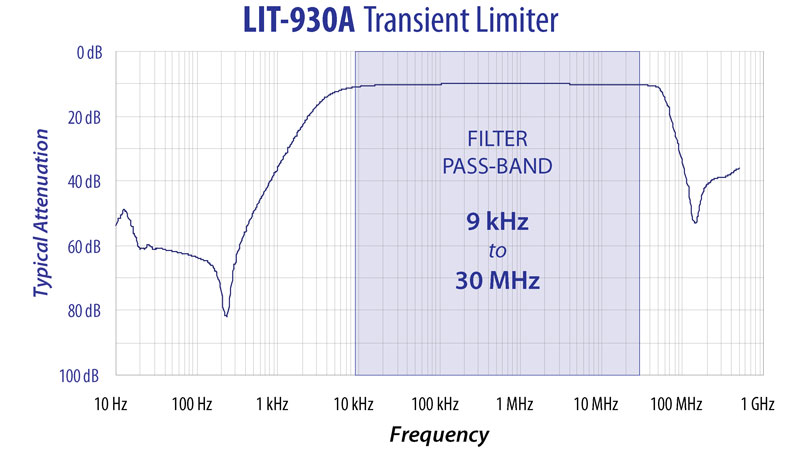 LIT-930A Transient Limiter
0 dB
20 dB
40 dB
60 dB
80 dB
100 dB
Typical Attenuation
FILTER
PASS-BAND
9 kHz
to
30 MHz
10 Hz 100 Hz 1 kHz 10 kHz 100 kHz 1 MHz 10 MHz 100 MHz 1 GHz
Frequency